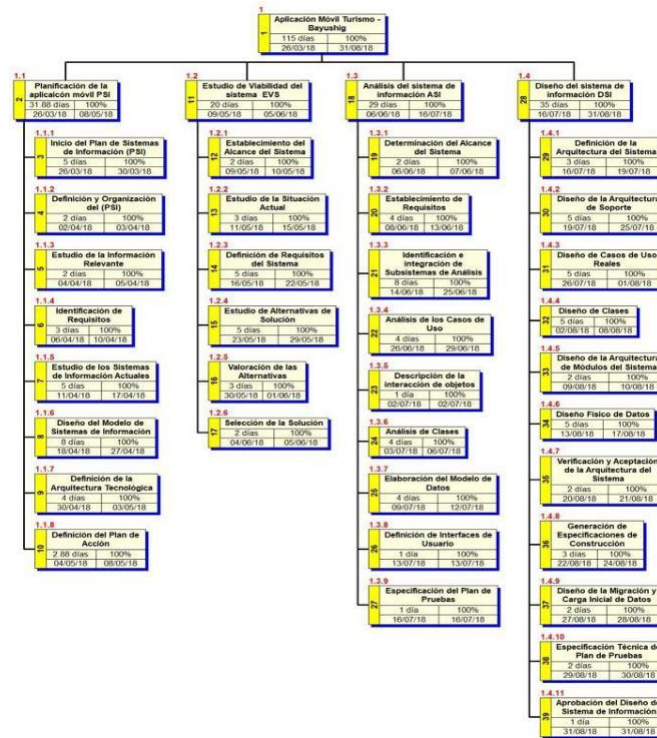 1
Aplicación Móvil Turismo -
Bayushig
1
115 días 100%
26/03/18 31/08/18
1.1
Planificación de la
aplicaicón móvil PSI
2
31.88 días 100%
26/03/18 08/05/18
1.1.1
Inicio del Plan de Sistemas
de Información (PSI)
3
5 días 100%
26/03/18 30/03/18
1.1.2
Definición y Organización
del (PSI)
4
2 días 100%
02/04/18 03/04/18
1.1.3
Estudio de la Información
Relevante
5
2 días 100%
04/04/18 05/04/18
1.1.4
Identificación de
Requisitos
6
3 días 100%
06/04/18 10/04/18
1.1.5
Estudio de los Sistemas
de Información Actuales
7
5 días 100%
11/04/18 17/04/18
1.1.6
Diseño del Modelo de
Sistemas de Información
8
8 días 100%
18/04/18 27/04/18
1.1.7
Definición de la
Arquitectura Tecnológica
9
4 días 100%
30/04/18 03/05/18
1.1.8
Definición del Plan de
Acción
10
2.88 días 100%
04/05/18 08/05/18
1.2
Estudio de Viabilidad del
sistema EVS
11
20 días 100%
09/05/18 05/06/18
1.2.1
Establecimiento del
Alcance del Sistema
12
2 días 100%
09/05/18 10/05/18
1.2.2
Estudio de la Situación
Actual
13
3 días 100%
11/05/18 15/05/18
1.2.3
Definición de Requisitos
del Sistema
14
5 días 100%
16/05/18 22/05/18
1.2.4
Estudio de Alternativas de
Solución
15
5 días 100%
23/05/18 29/05/18
1.2.5
Valoración de las
Alternativas
16
3 días 100%
30/05/18 01/06/18
1.2.6
Selección de la Solución
17
2 días 100%
04/06/18 05/06/18
1.3
Análisis del sistema de
información ASI
18
29 días 100%
06/06/18 16/07/18
1.3.1
Determinación del Alcance
del Sistema
19
2 días 100%
06/06/18 07/06/18
1.3.2
Establecimiento de
Requisitos
20
4 días 100%
08/06/18 13/06/18
1.3.3
Identificación e
integración de
Subsistemas de Análisis
21
8 días 100%
14/06/18 25/06/18
1.3.4
Análisis de los Casos de
Uso
22
4 días 100%
26/06/18 29/06/18
1.3.5
Descripción de la
interacción de objetos
23
1 día 100%
02/07/18 02/07/18
1.3.6
Análisis de Clases
24
4 días 100%
03/07/18 06/07/18
1.3.7
Elaboración del Modelo de
Datos
25
4 días 100%
09/07/18 12/07/18
1.3.8
Definición de Interfaces de
Usuario
26
1 día 100%
13/07/18 13/07/18
1.3.9
Especificación del Plan de
Pruebas
27
1 día 100%
16/07/18 16/07/18
1.4
Diseño del sistema de
información DSI
28
35 días 100%
16/07/18 31/08/18
1.4.1
Definición de la
Arquitectura del Sistema
29
3 días 100%
16/07/18 19/07/18
1.4.2
Diseño de la Arquitectura
de Soporte
30
5 días 100%
19/07/18 25/07/18
1.4.3
Diseño de Casos de Uso
Reales
31
5 días 100%
26/07/18 01/08/18
1.4.4
Diseño de Clases
32
5 días 100%
02/08/18 08/08/18
1.4.5
Diseño de la Arquitectura
de Módulos del Sistema
33
2 días 100%
09/08/18 10/08/18
1.4.6
Diseño Físico de Datos
34
5 días 100%
13/08/18 17/08/18
1.4.7
Verificación y Aceptación
de la Arquitectura del
Sistema
35
2 días 100%
20/08/18 21/08/18
1.4.8
Generación de
Especificaciones de
Construcción
36
3 días 100%
22/08/18 24/08/18
1.4.9
Diseño de la Migración y
Carga Inicial de Datos
37
2 días 100%
27/08/18 28/08/18
1.4.10
Especificación Técnica de
Plan de Pruebas
38
2 días 100%
29/08/18 30/08/18
1.4.11
Aprobación del Diseño de
Sistema de Información
39
1 día 100%
31/08/18 31/08/18